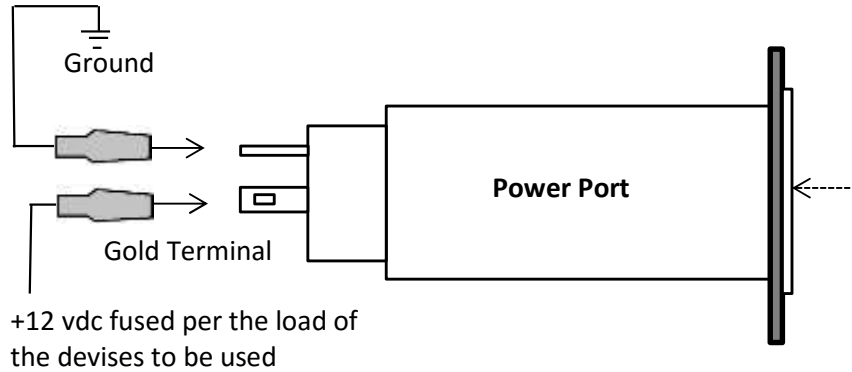 Ground
Power Port
Gold Terminal
+12 vdc fused per the load of
the devises to be used